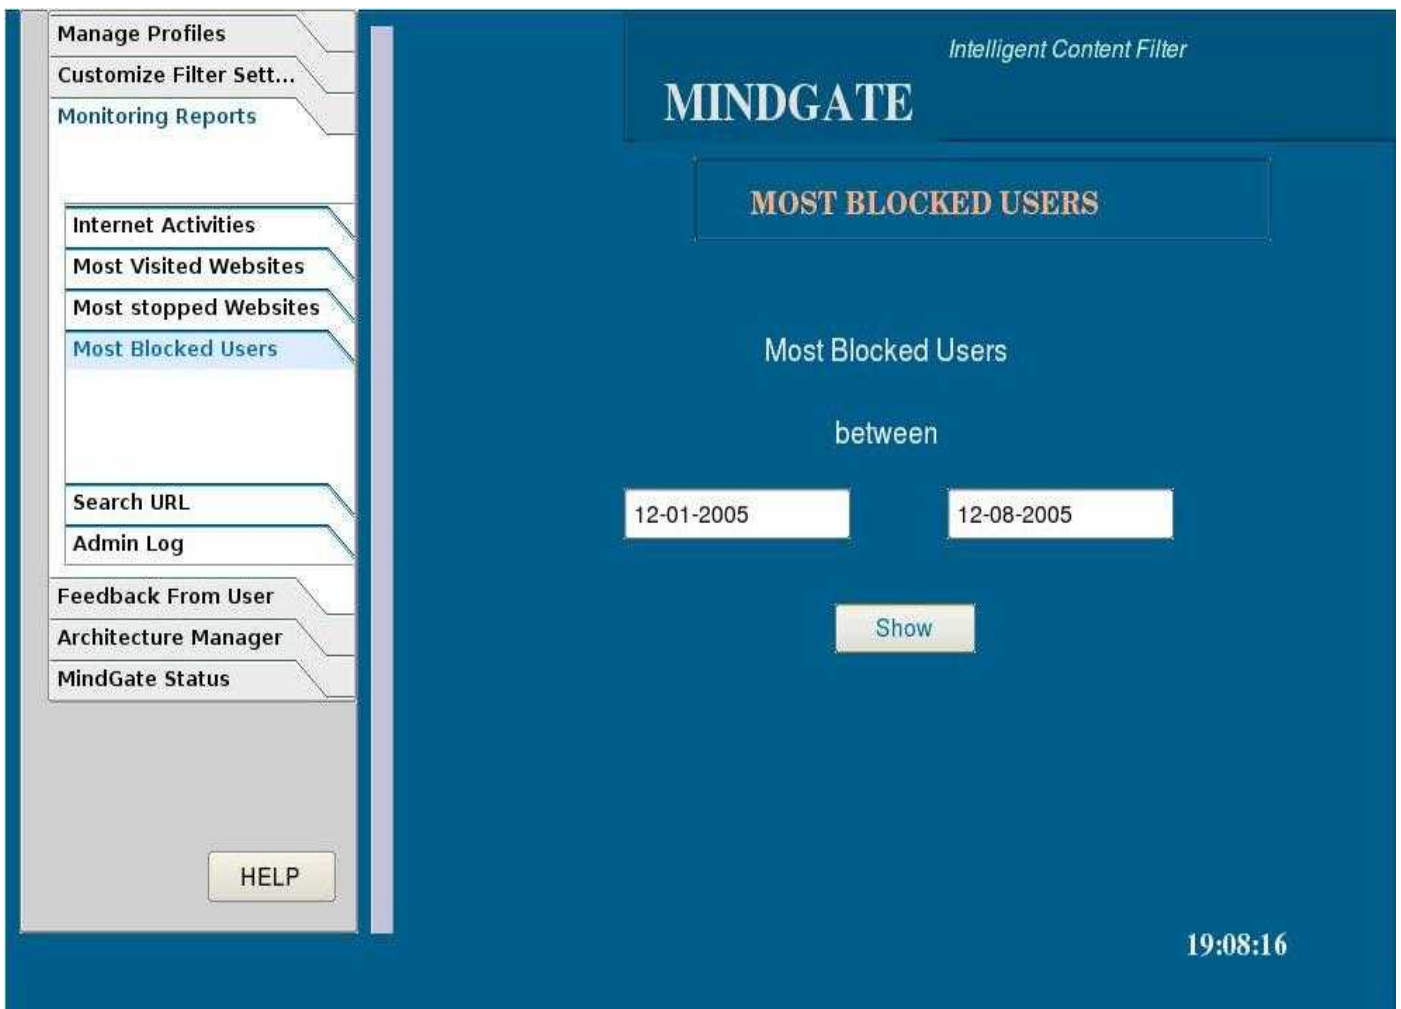 Manage Profiles
Customize Filter Sett...
Monitoring Reports
Internet Activities
Most Visited Websites
Most stopped Websites
Most Blocked Users
Search URL
Admin Log
Feedback From User
Architecture Manager
MindGate Status
HELP
Intelligent Content Filter
MINDGATE
MOST BLOCKED USERS
Most Blocked Users
between
12-01-2005 12-08-2005
Show
19:08:16